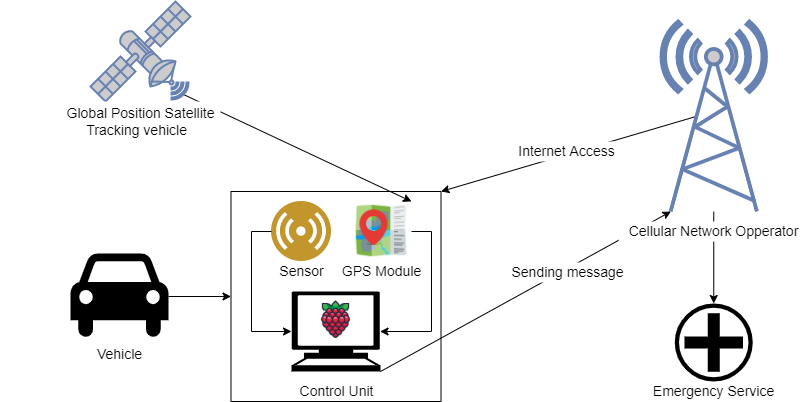 Global Position Satellite
Tracking vehicle
Internet Access
Sensor
GPS Module
Cellular Network Opperator
Sending message
Vehicle
Control Unit
Emergency Service